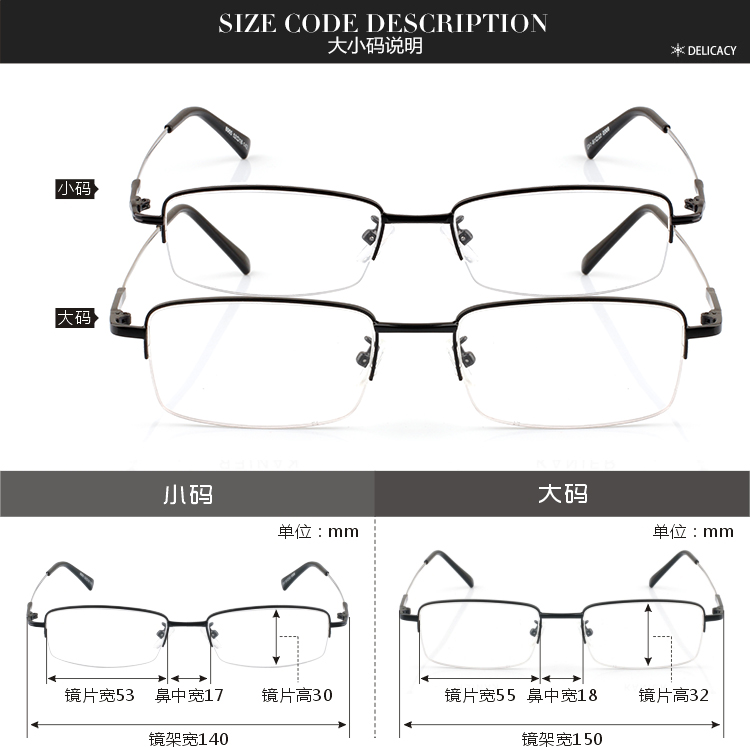 SIZE CODE DESCRIPTION
大小码说明
DELICACY
小码
大码
小码
大码
单位：mm
单位：mm
镜片宽53
鼻中宽17
镜片高30
镜片宽55
鼻中宽18
镜片高32
镜架宽140
镜架宽150